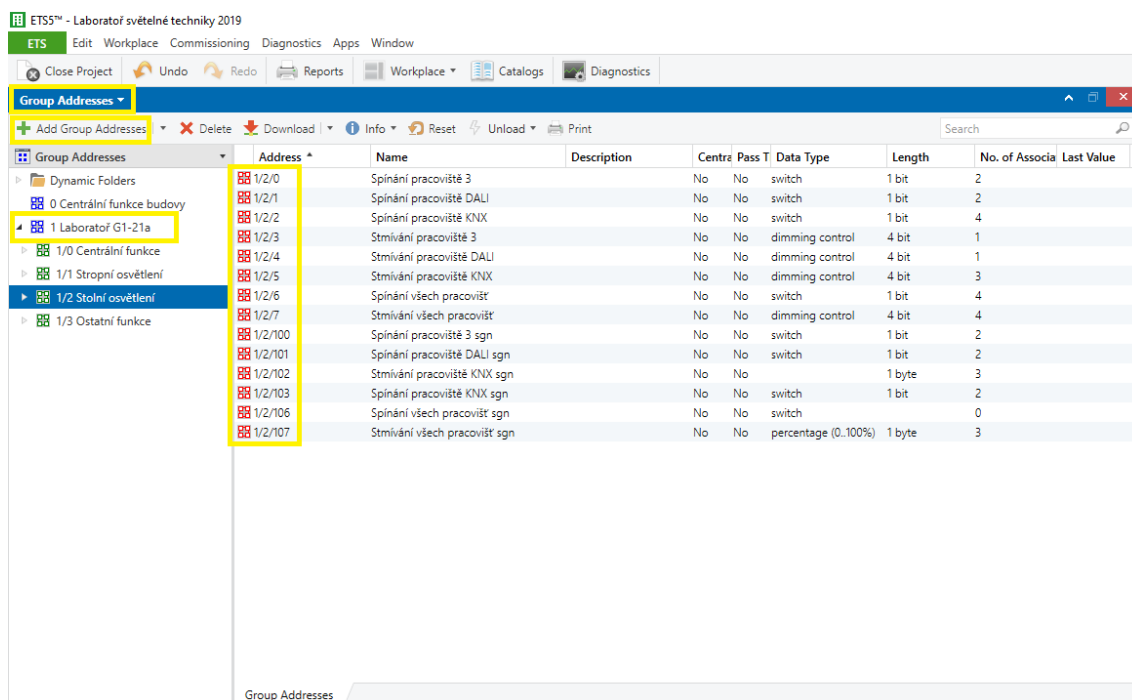 ETS5™ - Laboratoř světelné techniky 2019
ETS Edit Workplace Commissioning Diagnostics Apps Window
Close Project Undo Redo Reports Workplace Catalogs Diagnostics
Group Addresses
Add Group Addresses Delete Download Info Reset Unload Print Search
Group Addresses Address Name Description Centra Pass T Data Type Length No. of Associa Last Value
Dynamic Folders
0 Centrální funkce budovy
1 Laboratoř G1-21a
1/0 Centrální funkce
1/1 Stropní osvětlení
1/2 Stolní osvětlení
1/3 Ostatní funkce
1/2/0 Spínání pracoviště 3 No No switch 1 bit 2
1/2/1 Spínání pracoviště DALI No No switch 1 bit 2
1/2/2 Spínání pracoviště KNX No No switch 1 bit 4
1/2/3 Stmívání pracoviště 3 No No dimming control 4 bit 1
1/2/4 Stmívání pracoviště DALI No No dimming control 4 bit 1
1/2/5 Stmívání pracoviště KNX No No dimming control 4 bit 3
1/2/6 Spínání všech pracovišť No No switch 1 bit 4
1/2/7 Stmívání všech pracovišť No No dimming control 4 bit 4
1/2/100 Spínání pracoviště 3 sgn No No switch 1 bit 2
1/2/101 Spínání pracoviště DALI sgn No No switch 1 bit 2
1/2/102 Stmívání pracoviště KNX sgn No No 1 byte 3
1/2/103 Spínání pracoviště KNX sgn No No switch 1 bit 2
1/2/106 Spínání všech pracovišť sgn No No switch 0
1/2/107 Stmívání všech pracovišť sgn No No percentage (0..100%) 1 byte 3
Group Addresses